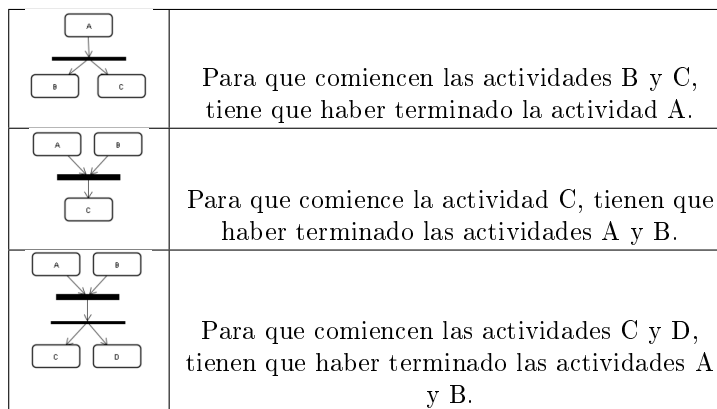 A
B C
Para que comiencen las actividades B y C,
tiene que haber terminado la actividad A.
A B
C
Para que comience la actividad C, tienen que
haber terminado las actividades A y B.
A B
C D
Para que comiencen las actividades C y D,
tienen que haber terminado las actividades A
y B.